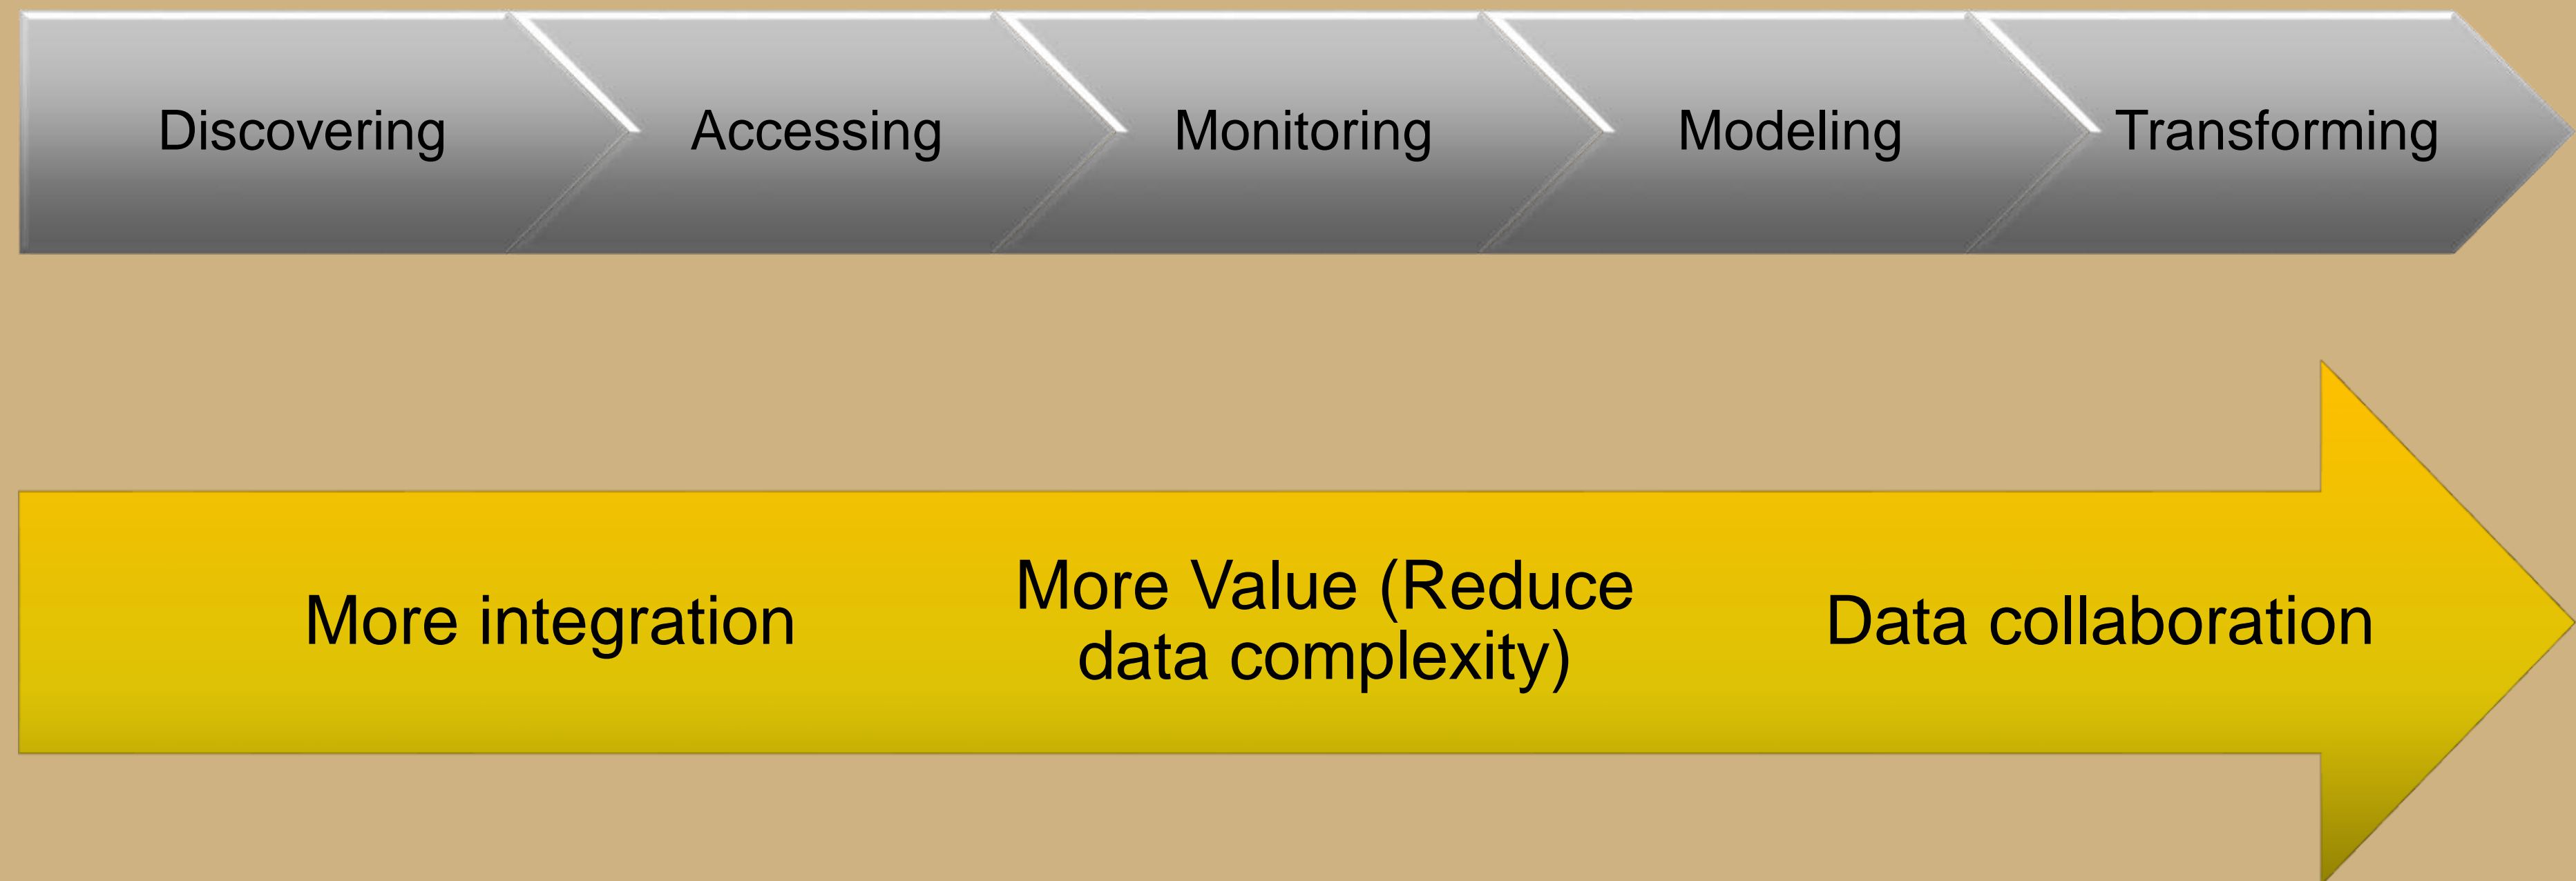 Discovering
Accessing
Monitoring
Modeling
Transforming
More integration
More Value (Reduce
data complexity)
Data collaboration